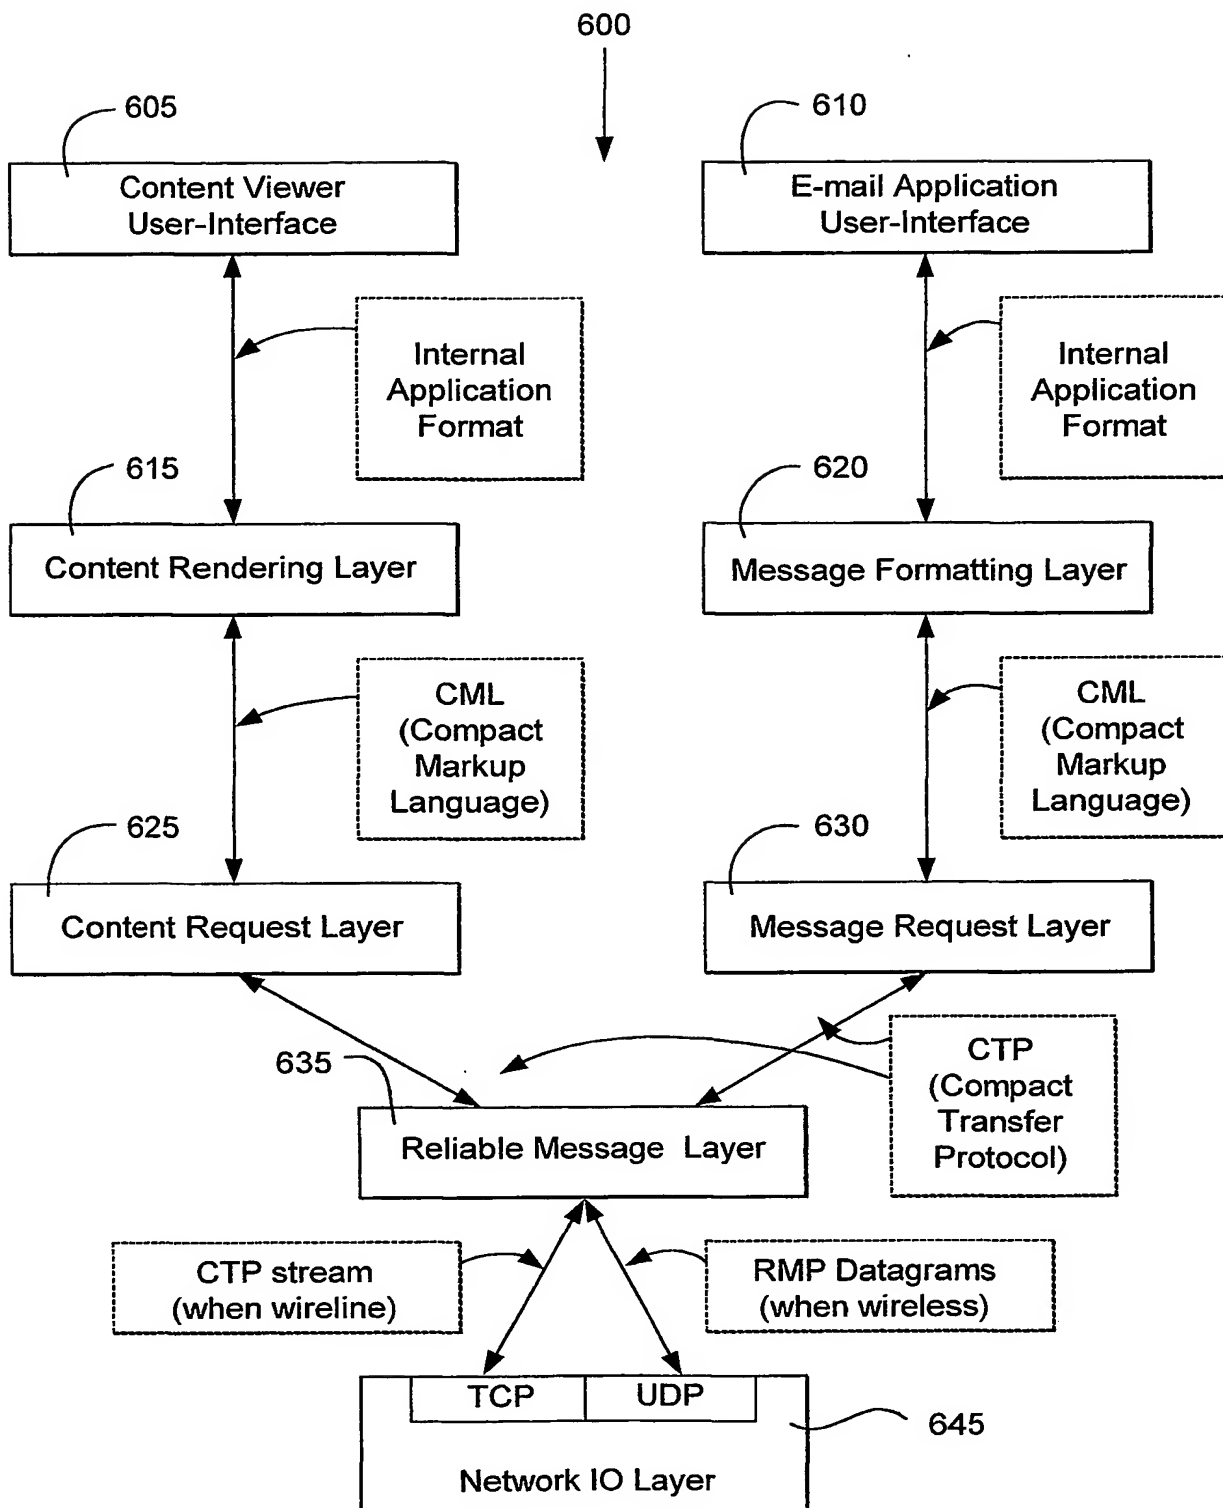 600
605
610
Content Viewer
User-Interface
E-mail Application
User-Interface
Internal
Application
Format
Internal
Application
Format
615
620
Content Rendering Layer
Message Formatting Layer
CML
(Compact
Markup
Language)
CML
(Compact
Markup
Language)
625
630
Content Request Layer
Message Request Layer
635
CTP
(Compact
Transfer
Protocol)
Reliable Message Layer
CTP stream
(when wireline)
RMP Datagrams
(when wireless)
TCP
UDP
645
Network IO Layer